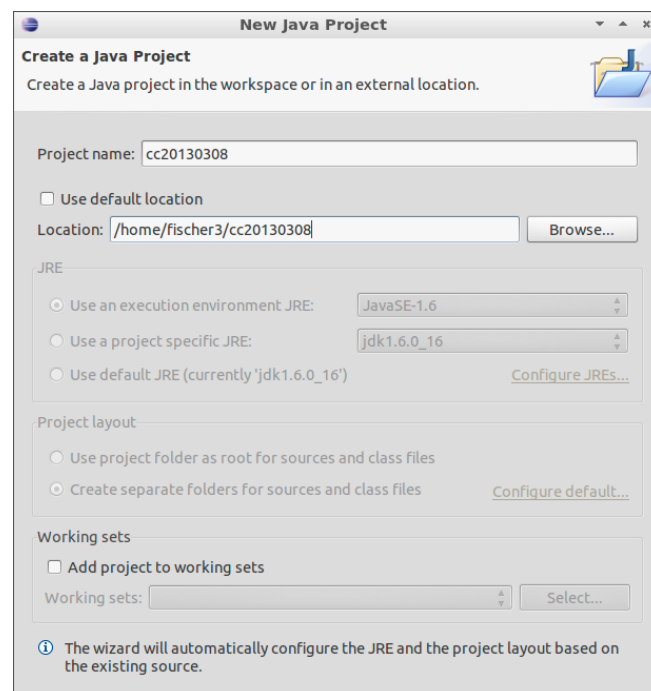 New Java Project
Create a Java Project
Create a Java project in the workspace or in an external location.
Project name: cc20130308
Use default location
Location: /home/fischer3/cc20130308 Browse...
JRE
Use an execution environment JRE: JavaSE-1.6
Use a project specific JRE: jdk1.6.0_16
Use default JRE (currently 'jdk1.6.0_16') Configure JREs...
Project layout
Use project folder as root for sources and class files
Create separate folders for sources and class files Configure default...
Working sets
Add project to working sets
Working sets: Select...
The wizard will automatically configure the JRE and the project layout based on
the existing source.